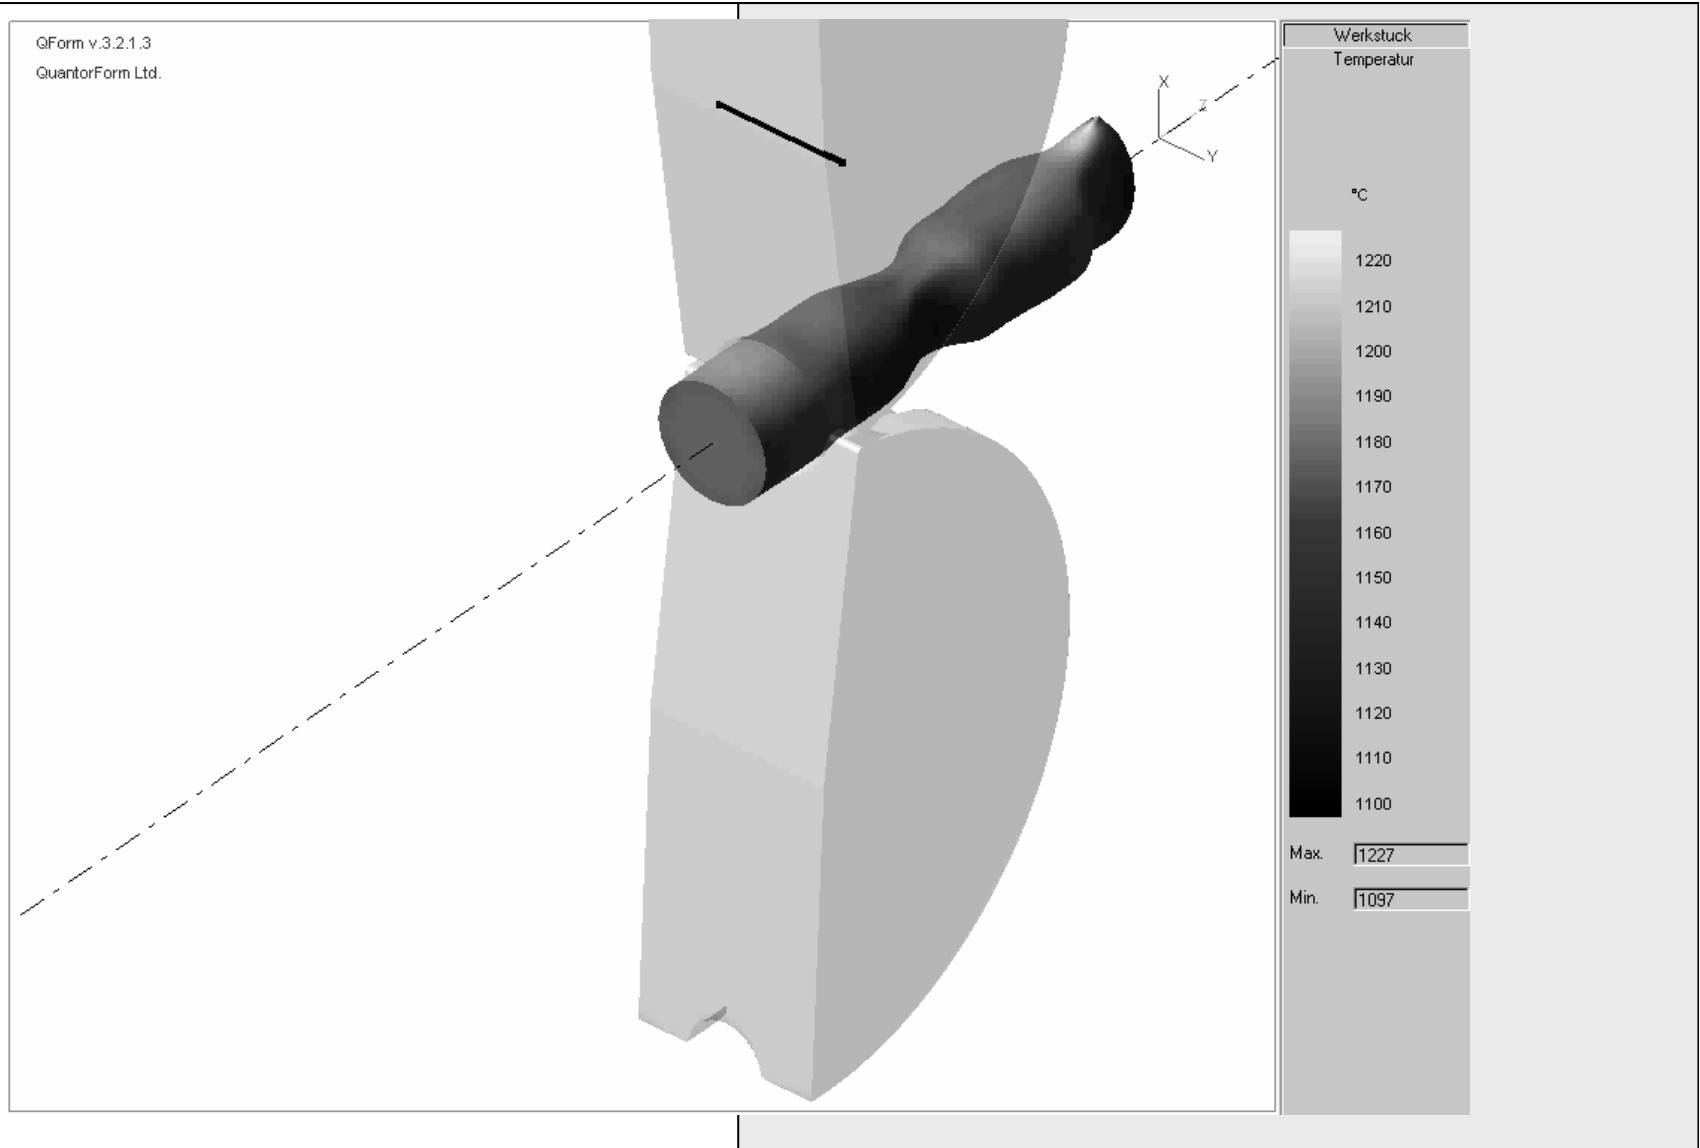 QForm v.3.2.1.3
QuantorForm Ltd.
X
Z
Y
Werkstuck
Temperatur
°C
1220
1210
1200
1190
1180
1170
1160
1150
1140
1130
1120
1110
1100
Max. 1227
Min. 1097